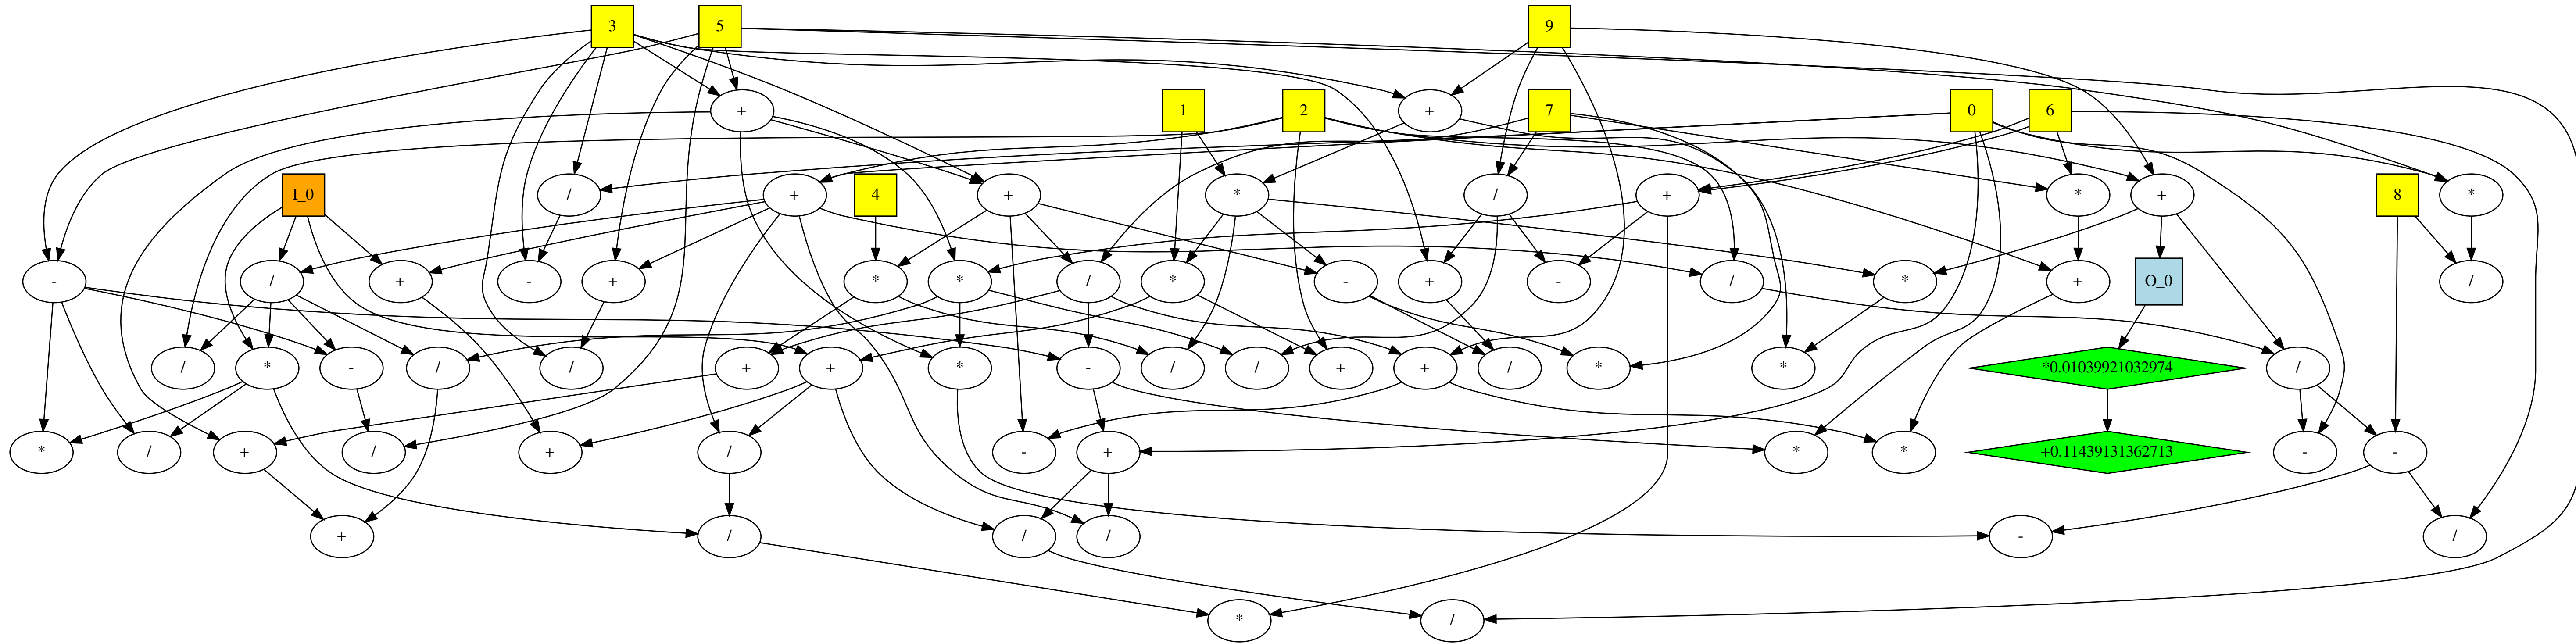 3 5 9
+ 1 2 7 + 0 6
I_0 / + 4 + * / + * + 8 *
- / + - + * * / * - + - / * + O_0 /
/ * - / / + + * - / / + + / * * *0.01039921032974 /
* / + / + / - + * * +0.11439131362713 - -
+ / / / - /
* /